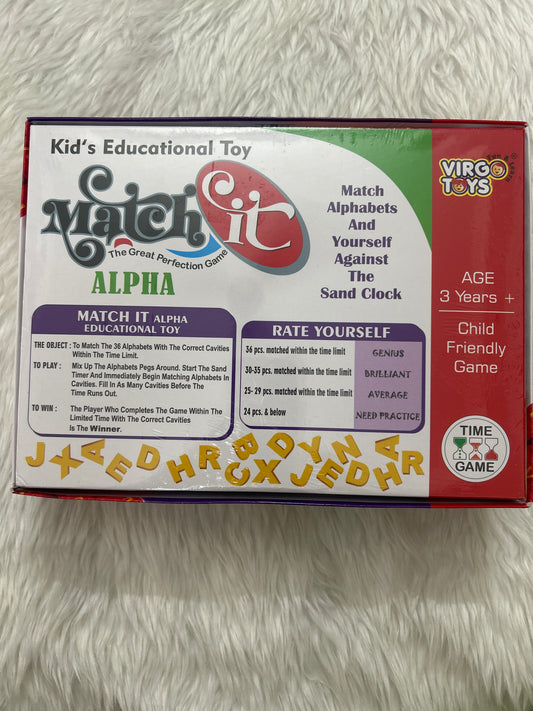 Kid's Educational Toy
Match it
The Great Perfection Game
ALPHA
Match
Alphabets
And
Yourself
Against
The
Sand Clock
VIRGO
TOYS
AGE
3 Years +
Child
Friendly
Game
TIME
GAME
MATCH IT ALPHA
EDUCATIONAL TOY
THE OBJECT : To Match The 36 Alphabets With The Correct Cavities
Within The Time Limit.
TO PLAY : Mix Up The Alphabets Pegs Around. Start The Sand
Timer And Immediately Begin Matching Alphabets In
Cavities. Fill In As Many Cavities Before The
Time Runs Out.
TO WIN : The Player Who Completes The Game Within The
Limited Time With The Correct Cavities
Is The Winner.
RATE YOURSELF
36 pcs. matched within the time limit GENIUS
30-35 pcs. matched within the time limit BRILLIANT
25- 29 pcs. matched within the time limit AVERAGE
24 pcs. & below NEED PRACTICE
J X A E D H R B C X D J Y E N D H A R